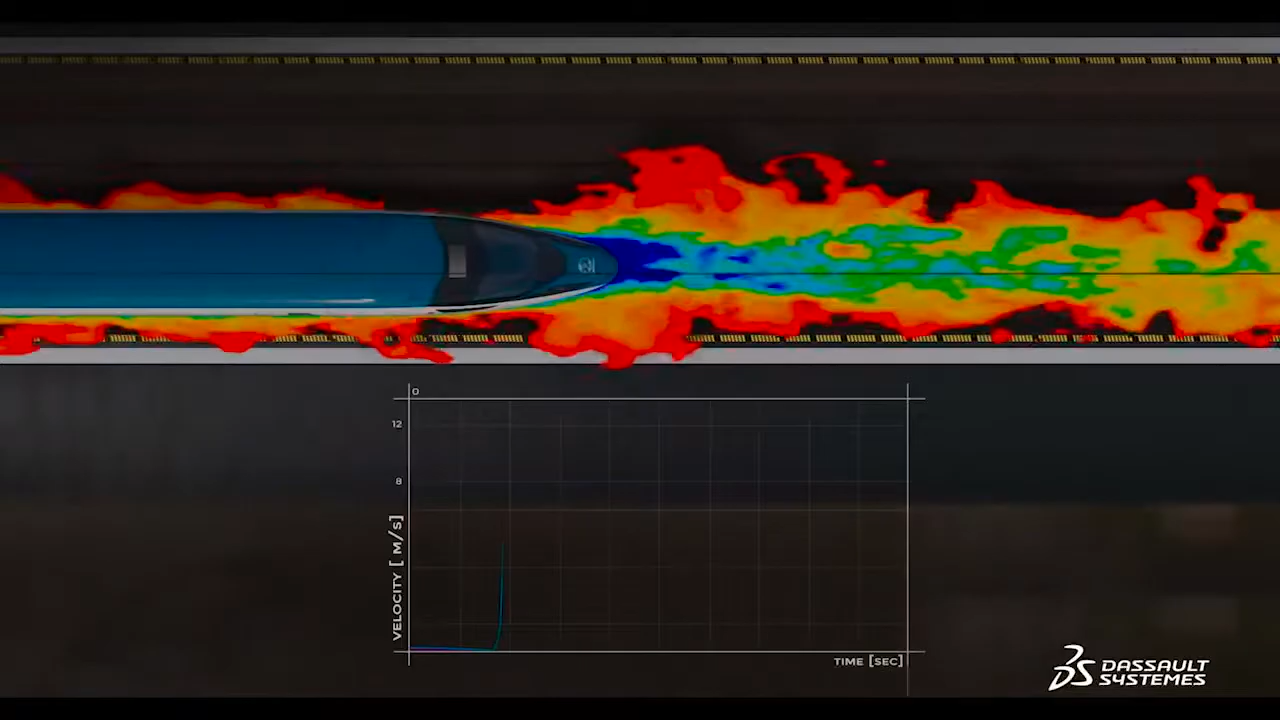 0
12
8
VELOCITY [ M/S]
TIME [SEC]
DASSAULT
SYSTEMES